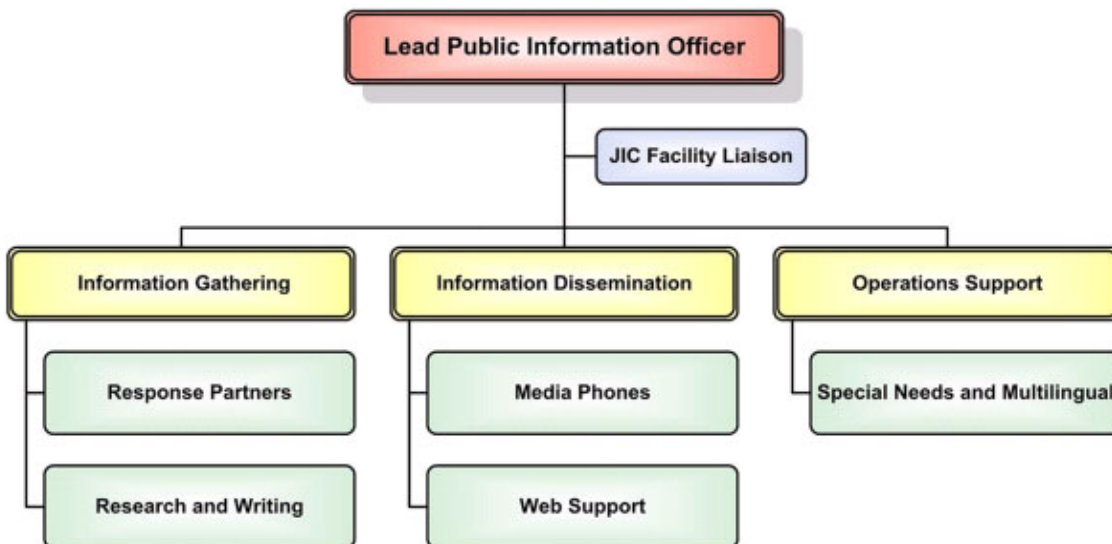 Lead Public Information Officer
JIC Facility Liaison
Information Gathering
Information Dissemination
Operations Support
Response Partners
Media Phones
Special Needs and Multilingual
Research and Writing
Web Support